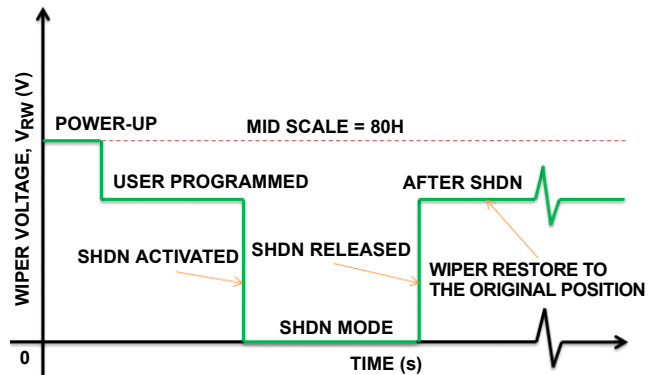 WIPER VOLTAGE, VRW (V)
POWER-UP
MID SCALE = 80H
USER PROGRAMMED
AFTER SHDN
SHDN ACTIVATED
SHDN RELEASED
WIPER RESTORE TO
THE ORIGINAL POSITION
SHDN MODE
0
TIME (s)